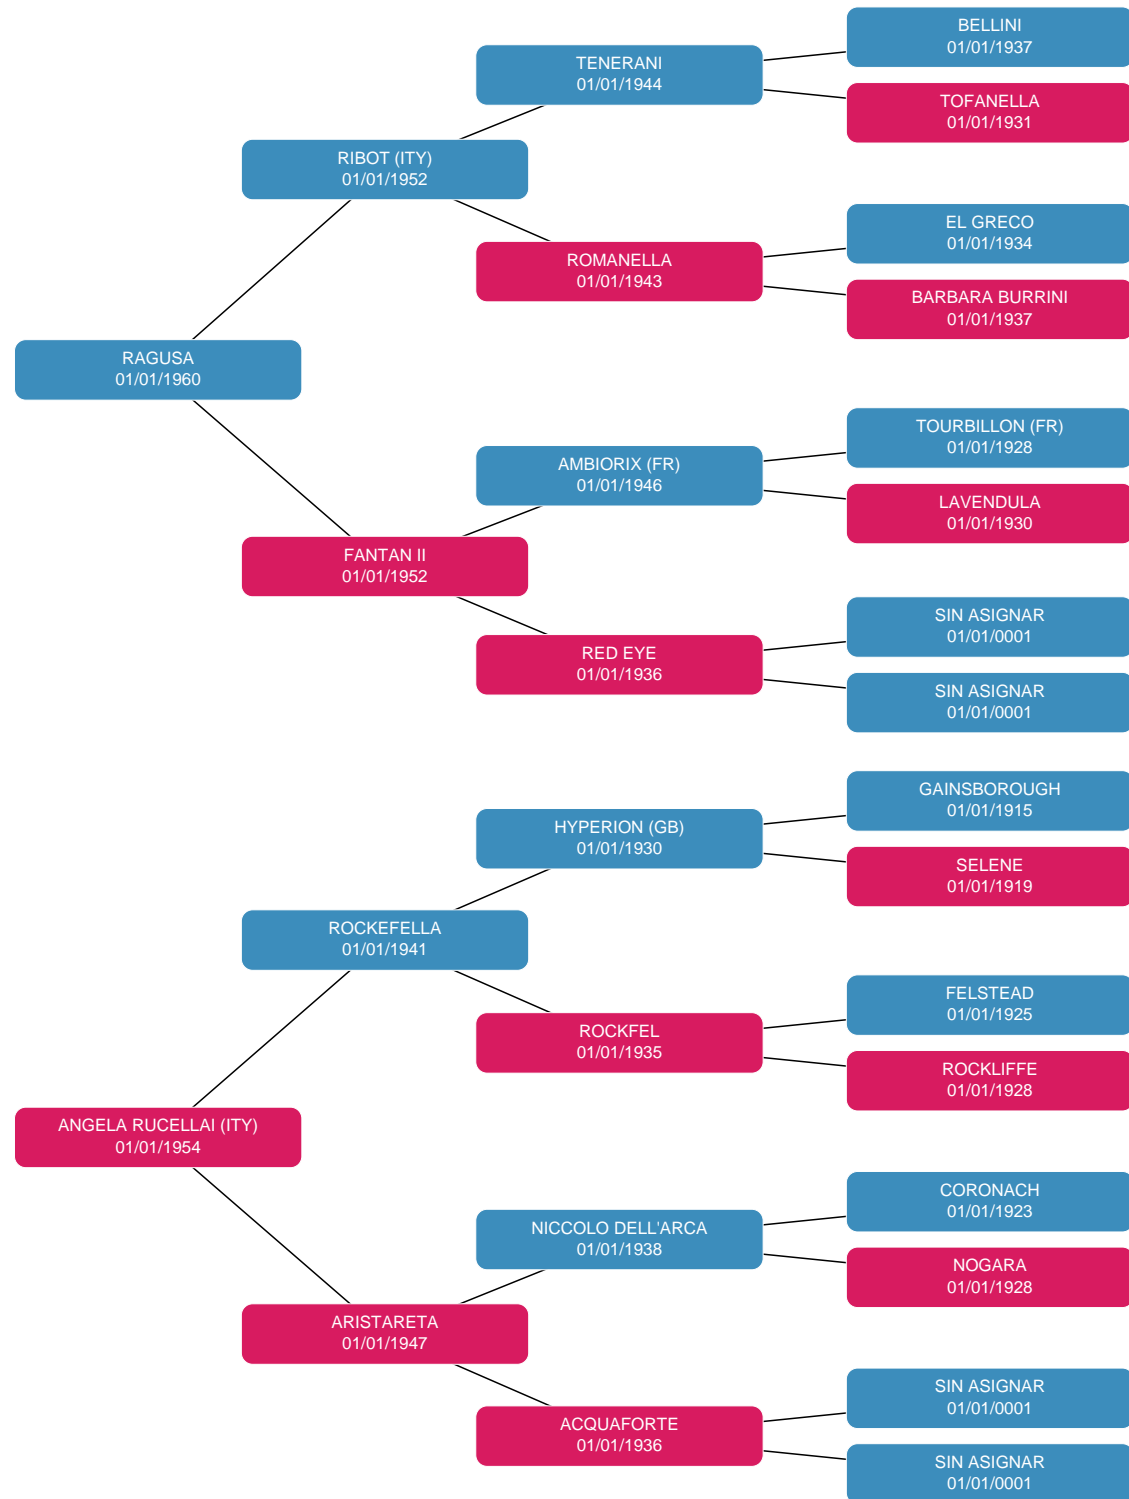 BELLINI
01/01/1937
TENERANI
01/01/1944
TOFANELLA
01/01/1931
RIBOT (ITY)
01/01/1952
EL GRECO
01/01/1934
ROMANELLA
01/01/1943
BARBARA BURRINI
01/01/1937
RAGUSA
01/01/1960
TOURBILLON (FR)
01/01/1928
AMBIORIX (FR)
01/01/1946
LAVENDULA
01/01/1930
FANTAN II
01/01/1952
SIN ASIGNAR
01/01/0001
RED EYE
01/01/1936
SIN ASIGNAR
01/01/0001
GAINSBOROUGH
01/01/1915
HYPERION (GB)
01/01/1930
SELENE
01/01/1919
ROCKEFELLA
01/01/1941
FELSTEAD
01/01/1925
ROCKFEL
01/01/1935
ROCKLIFFE
01/01/1928
ANGELA RUCELLAI (ITY)
01/01/1954
CORONACH
01/01/1923
NICCOLO DELL'ARCA
01/01/1938
NOGARA
01/01/1928
ARISTARETA
01/01/1947
SIN ASIGNAR
01/01/0001
ACQUAFORTE
01/01/1936
SIN ASIGNAR
01/01/0001